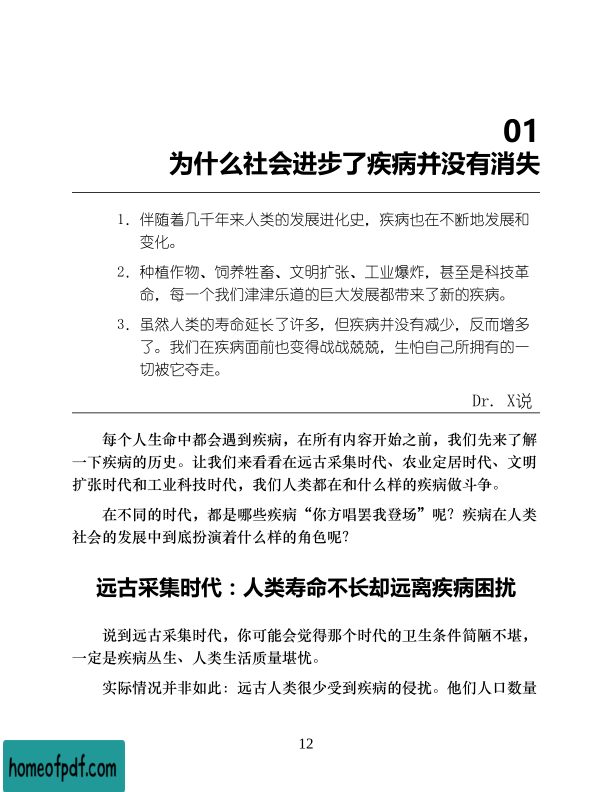 01
为什么社会进步了疾病并没有消失
1. 伴随着几千年来人类的发展进化史，疾病也在不断地发展和
变化。
2. 种植作物、饲养牲畜、文明扩张、工业爆炸，甚至是科技革
命，每一个我们津津乐道的巨大发展都带来了新的疾病。
3. 虽然人类的寿命延长了许多，但疾病并没有减少，反而增多
了。我们在疾病面前也变得战战兢兢，生怕自己所拥有的一
切被它夺走。
Dr. X说
每个人生命中都会遇到疾病，在所有内容开始之前，我们先来了解
一下疾病的历史。让我们来看看在远古采集时代、农业定居时代、文明
扩张时代和工业科技时代，我们人类都在和什么样的疾病做斗争。
在不同的时代，都是哪些疾病“你方唱罢我登场”呢？疾病在人类
社会的发展中到底扮演着什么样的角色呢？
远古采集时代：人类寿命不长却远离疾病困扰
说到远古采集时代，你可能会觉得那个时代的卫生条件简陋不堪，
一定是疾病丛生、人类生活质量堪忧。
实际情况并非如此：远古人类很少受到疾病的侵扰。他们人口数量
12
homeofpdf.com